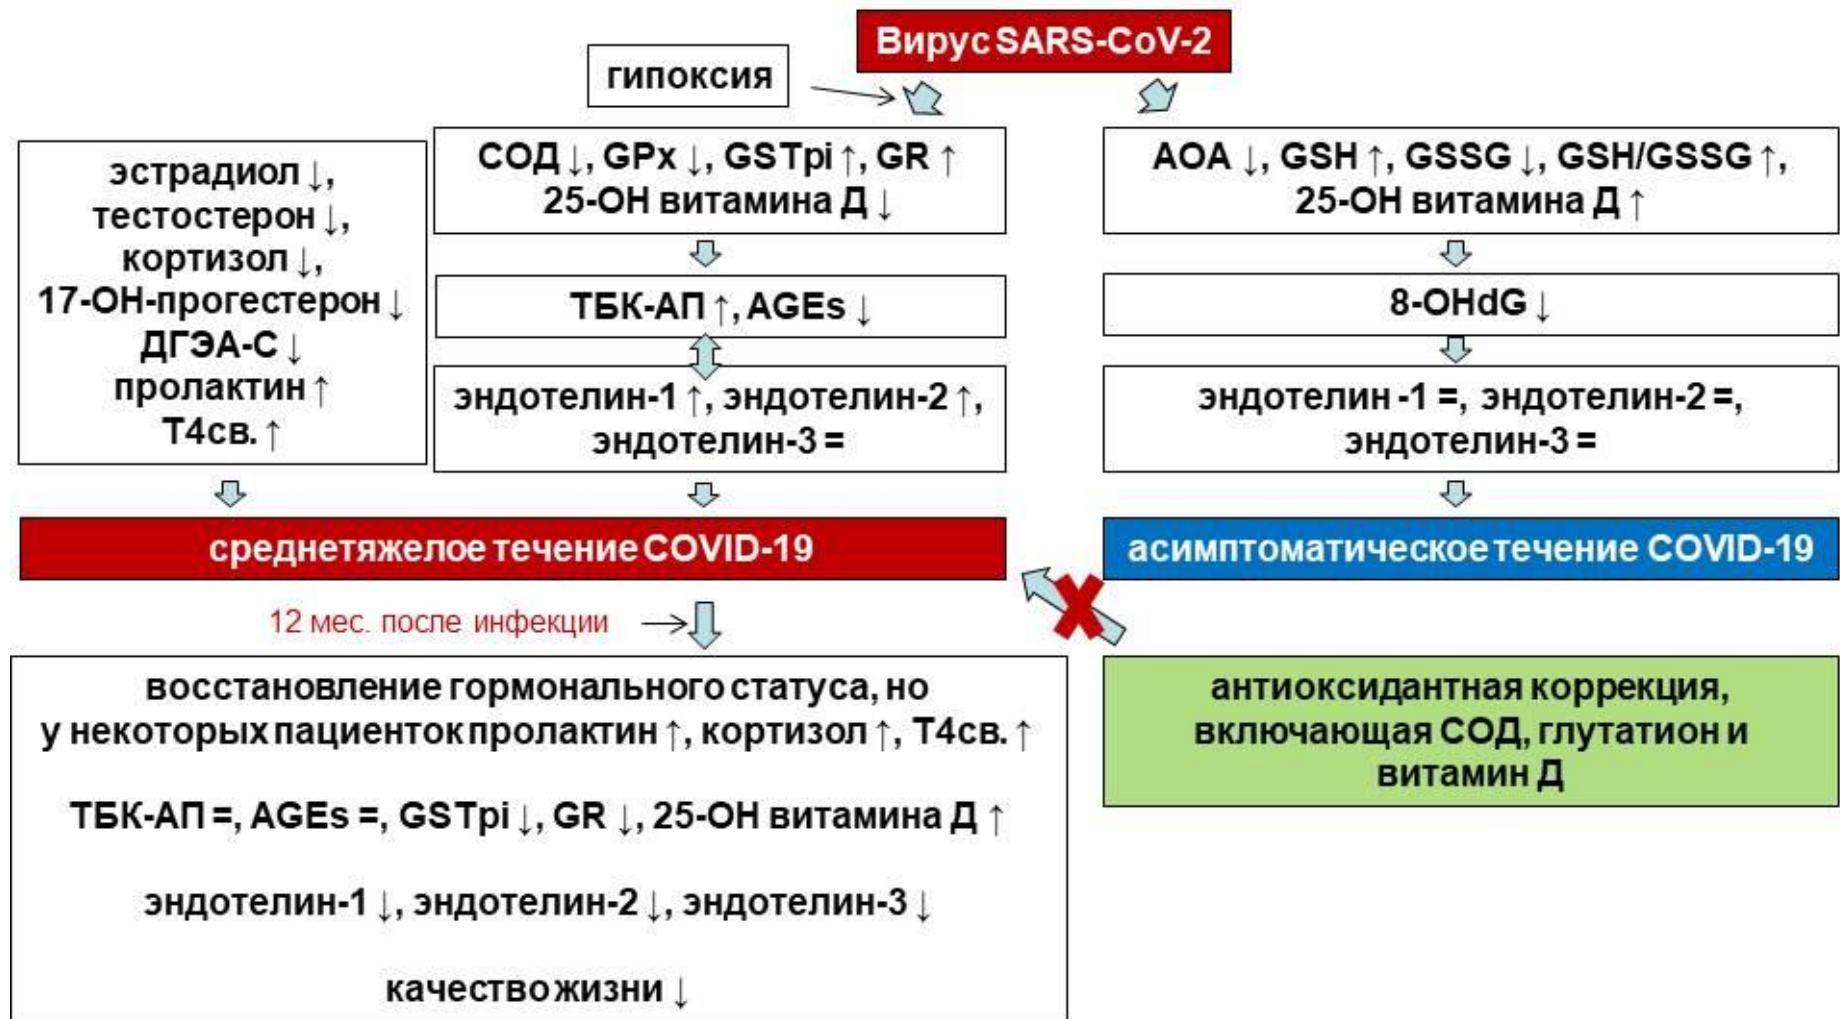 Вирус SARS-CoV-2
гипоксия
эстрадиол ↓,
тестостерон ↓,
кортизол ↓,
17-ОН-прогестерон ↓
ДГЭА-С ↓
пролактин ↑
Т4св. ↑
СОД ↓, GPx ↓, GSTpi ↑, GR ↑
25-ОН витамина Д ↓
ТБК-АП ↑, AGEs ↓
эндотелин-1 ↑, эндотелин-2 ↑,
эндотелин-3 =
АОА ↓, GSH ↑, GSSG ↓, GSH/GSSG ↑,
25-ОН витамина Д ↑
8-OHdG ↓
эндотелин -1 =, эндотелин-2 =,
эндотелин-3 =
среднетяжелое течение COVID-19
асимптоматическое течение COVID-19
12 мес. после инфекции
восстановление гормонального статуса, но
у некоторых пациенток пролактин ↑, кортизол ↑, Т4св. ↑
ТБК-АП =, AGEs =, GSTpi ↓, GR ↓, 25-ОН витамина Д ↑
эндотелин-1 ↓, эндотелин-2 ↓, эндотелин-3 ↓
качество жизни ↓
антиоксидантная коррекция,
включающая СОД, глутатион и
витамин Д